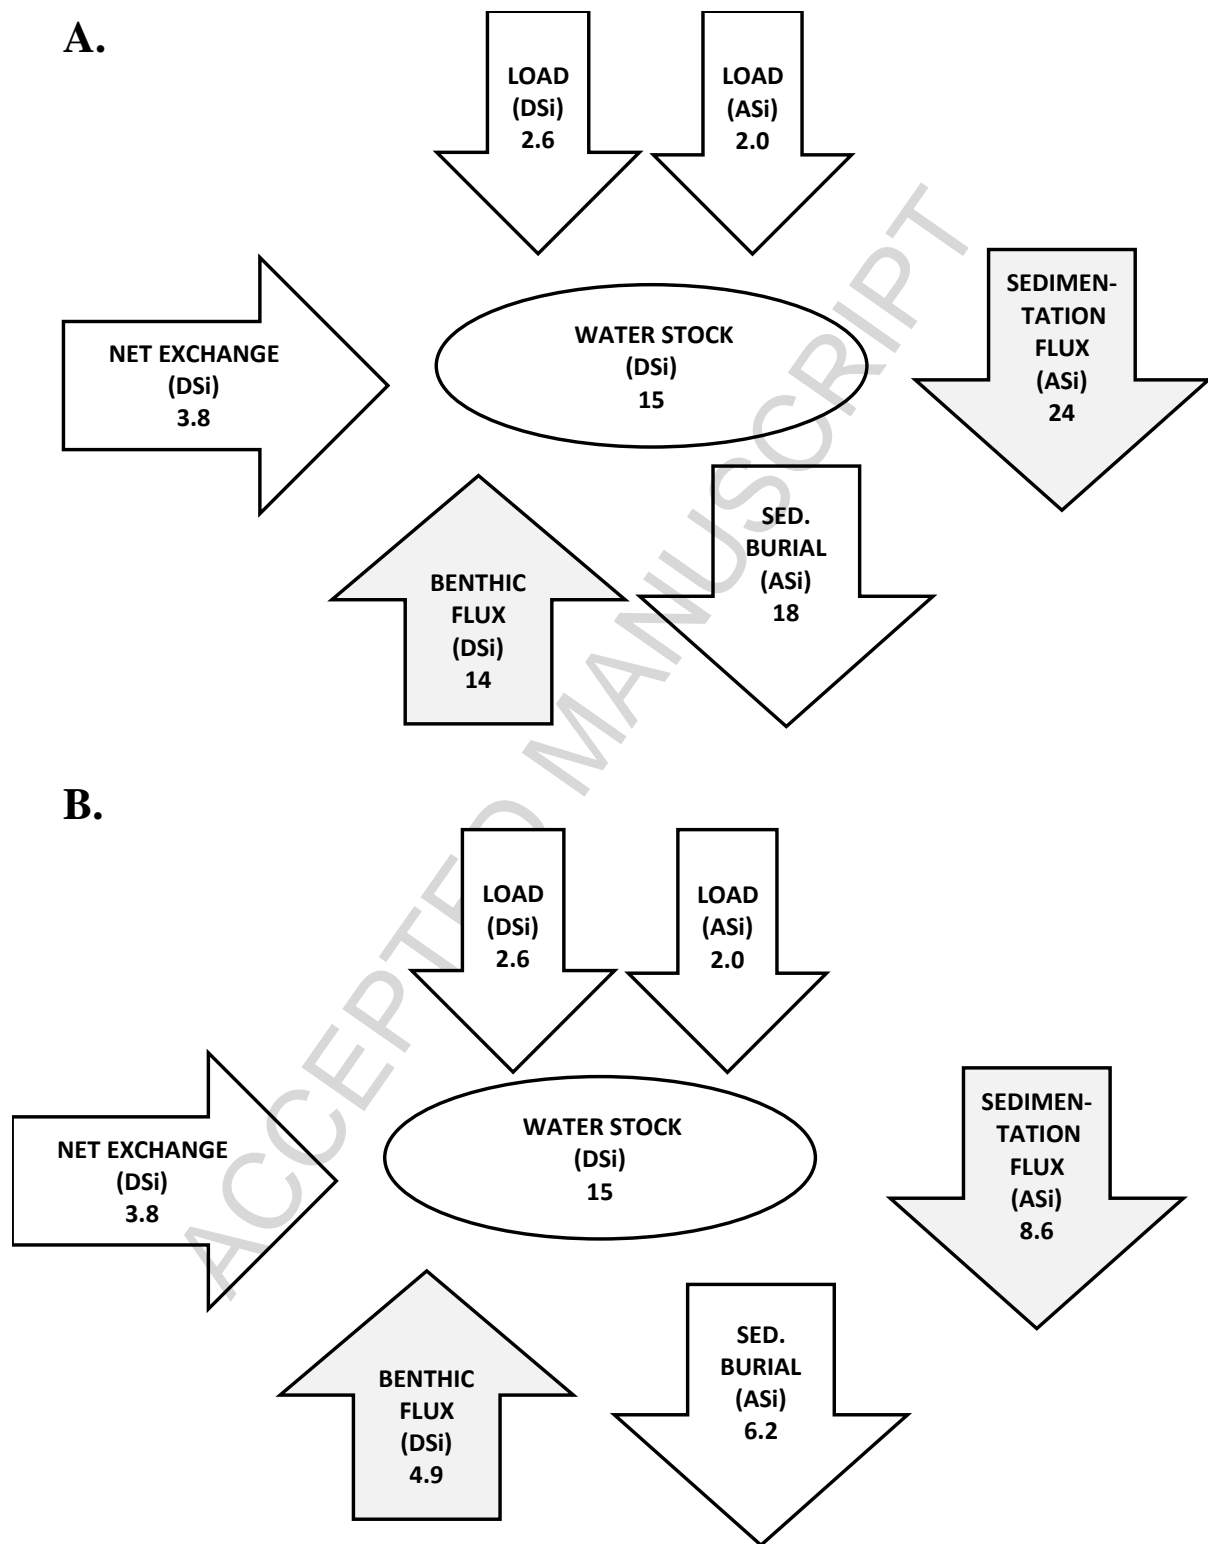 A.
LOAD
(DSi)
2.6
LOAD
(ASi)
2.0
NET EXCHANGE
(DSi)
3.8
WATER STOCK
(DSi)
15
SEDIMEN-
TATION
FLUX
(ASi)
24
BENTHIC
FLUX
(DSi)
14
SED.
BURIAL
(ASi)
18
B.
LOAD
(DSi)
2.6
LOAD
(ASi)
2.0
NET EXCHANGE
(DSi)
3.8
WATER STOCK
(DSi)
15
SEDIMEN-
TATION
FLUX
(ASi)
8.6
BENTHIC
FLUX
(DSi)
4.9
SED.
BURIAL
(ASi)
6.2
ACCEPTED MANUSCRIPT